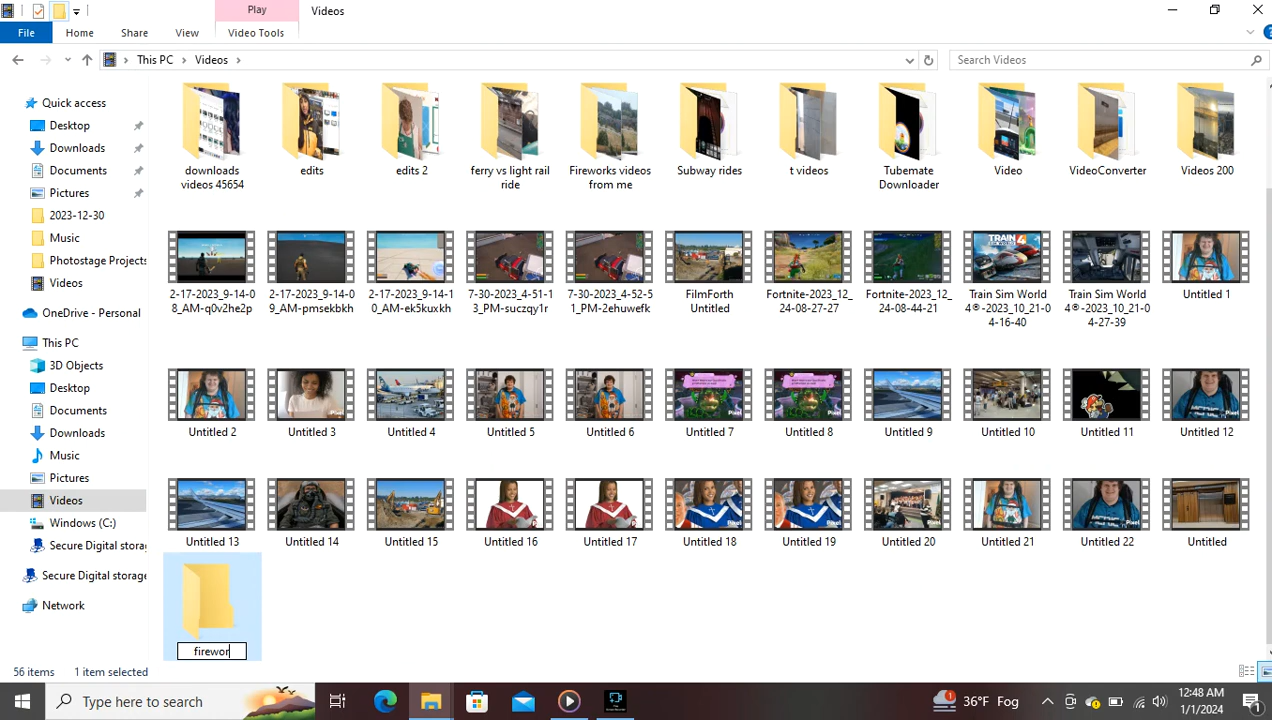 Play
Videos
File
Home
Share
View
Video Tools
This PC
Videos
Search Videos
Quick access
Desktop
Downloads
Documents
Pictures
2023-12-30
Music
Photostage Projects
Videos
OneDrive - Personal
This PC
3D Objects
Desktop
Documents
Downloads
Music
Pictures
Videos
Windows (C:)
Secure Digital storag
Secure Digital storage
Network
downloads
videos 45654
edits
edits 2
ferry vs light rail
ride
Fireworks videos
from me
Subway rides
t videos
Tubemate
Downloader
Video
VideoConverter
Videos 200
2-17-2023_9-14-0
8_AM-q0v2he2p
2-17-2023_9-14-0
9_AM-pmsekbkh
2-17-2023_9-14-1
0_AM-ek5kuxkh
7-30-2023_4-51-1
3_PM-suczqy1r
7-30-2023_4-52-5
1_PM-2ehuwefk
FilmForth
Untitled
Fortnite-2023_12_
24-08-27-27
Fortnite-2023_12_
24-08-44-21
TRAIN
Train Sim World
4®-2023_10_21-0
4-16-40
Train Sim World
4®-2023_10_21-0
4-27-39
Untitled 1
Untitled 2
Untitled 3
Untitled 4
Untitled 5
Untitled 6
Untitled 7
Untitled 8
Untitled 9
Untitled 10
Untitled 11
Untitled 12
Untitled 13
Untitled 14
Untitled 15
Untitled 16
Untitled 17
Untitled 18
Untitled 19
Untitled 20
Untitled 21
Untitled 22
Untitled
firewor
56 items
1 item selected
Type here to search
36°F Fog
12:48 AM
1/1/2024